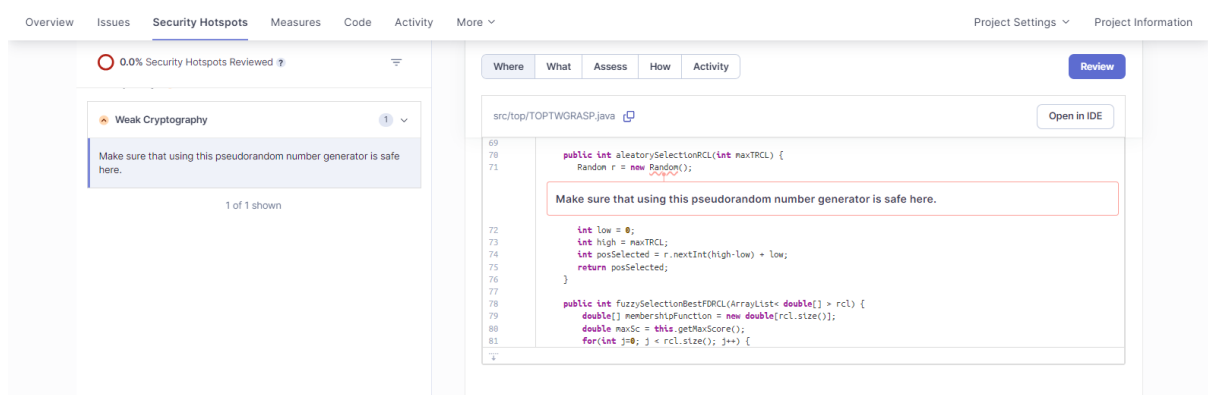 Overview Issues Security Hotspots Measures Code Activity More Project Settings Project Information
0.0% Security Hotspots Reviewed ?
Weak Cryptography 1
Make sure that using this pseudorandom number generator is safe
here.
1 of 1 shown
Where What Assess How Activity
Review
src/top/TOPTWGRASP.java
Open in IDE
69
70 public int aleatorySelectionRCL(int maxTRCL) {
71 Random r = new Random();
Make sure that using this pseudorandom number generator is safe here.
72 int low = 0;
73 int high = maxTRCL;
74 int posSelected = r.nextInt(high-low) + low;
75 return posSelected;
76 }
77
78 public int fuzzySelectionBestFDRCL(ArrayList< double[] > rcl) {
79 double[] membershipFunction = new double[rcl.size()];
80 double maxSc = this.getMaxScore();
81 for(int j=0; j < rcl.size(); j++) {